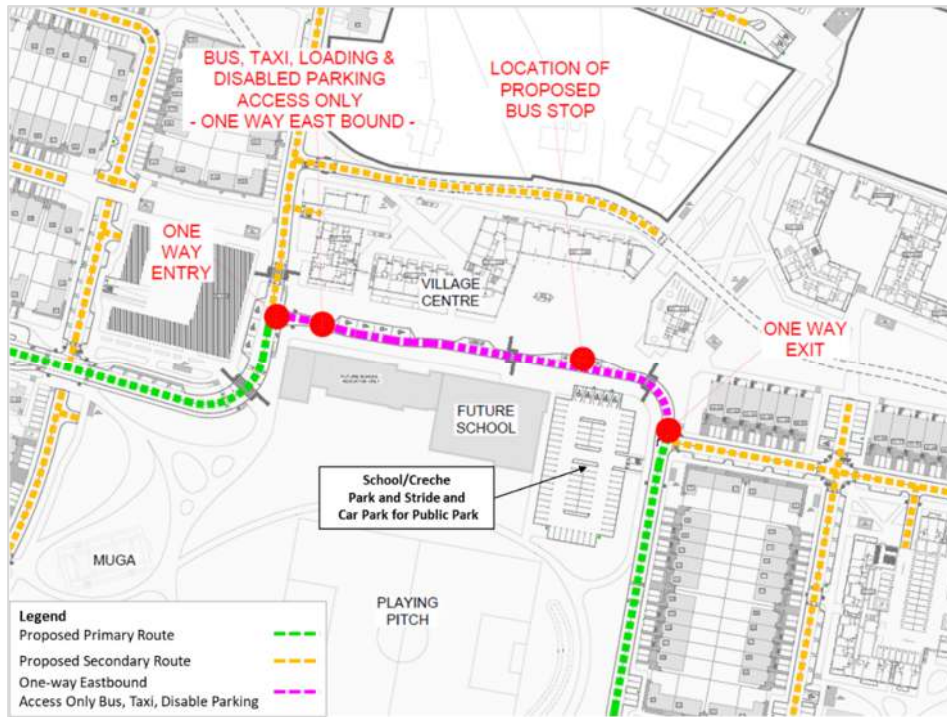 BUS, TAXI, LOADING &
DISABLED PARKING
ACCESS ONLY
- ONE WAY EAST BOUND -
LOCATION OF
PROPOSED
BUS STOP
ONE
WAY
ENTRY
VILLAGE
CENTRE
ONE WAY
EXIT
FUTURE
SCHOOL
School/Creche
Park and Stride and
Car Park for Public Park
MUGA
PLAYING
PITCH
Legend
Proposed Primary Route
Proposed Secondary Route
One-way Eastbound
Access Only Bus, Taxi, Disable Parking